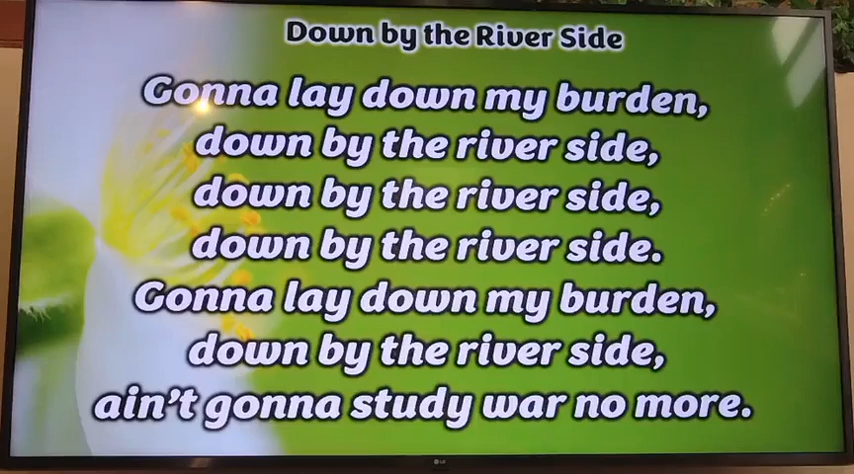 Down by the River Side
Gonna lay down my burden,
down by the river side,
down by the river side,
down by the river side.
Gonna lay down my burden,
down by the river side,
ain't gonna study war no more.
LG